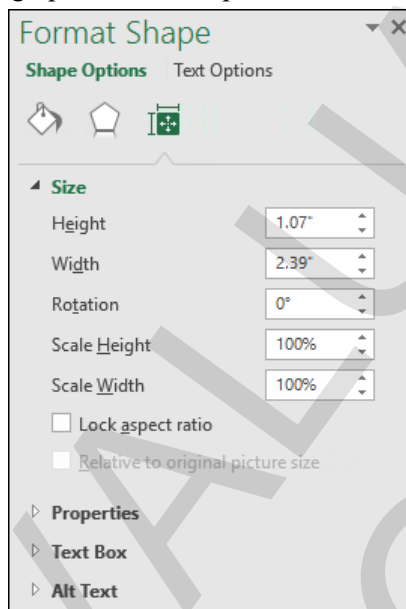 Format Shape
Shape Options Text Options
Size
Height 1.07"
Width 2.39"
Rotation 0°
Scale Height 100%
Scale Width 100%
Lock aspect ratio
Relative to original picture size
Properties
Text Box
Alt Text